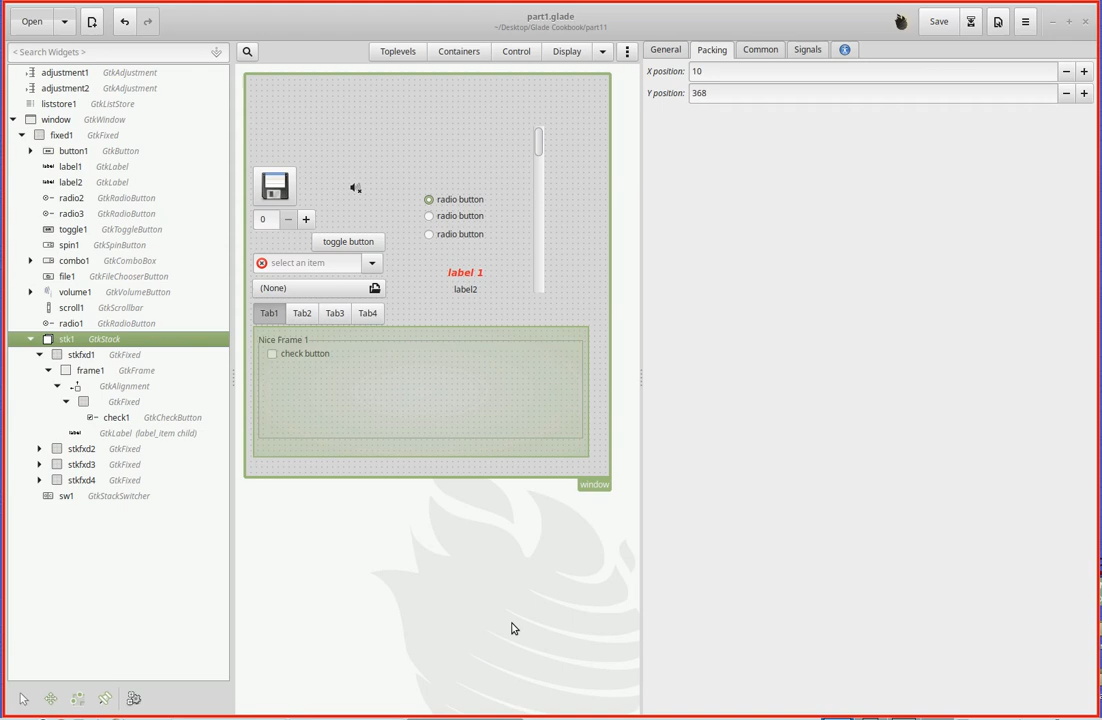 part1.glade
Open
~/Desktop/Glade Cookbook/part11
Save
< Search Widgets >
Toplevels
Containers
Control
Display
General
Packing
Common
Signals
adjustment1 GtkAdjustment
adjustment2 GtkAdjustment
liststore1 GtkListStore
window GtkWindow
fixed1 GtkFixed
button1 GtkButton
label label1 GtkLabel
label label2 GtkLabel
radio2 GtkRadioButton
radio3 GtkRadioButton
toggle1 GtkToggleButton
spin1 GtkSpinButton
combo1 GtkComboBox
file1 GtkFileChooserButton
volume1 GtkVolumeButton
scroll1 GtkScrollbar
radio1 GtkRadioButton
stk1 GtkStack
stkfxd1 GtkFixed
frame1 GtkFrame
GtkAlignment
GtkFixed
check1 GtkCheckButton
label GtkLabel (label_item child)
stkfxd2 GtkFixed
stkfxd3 GtkFixed
stkfxd4 GtkFixed
sw1 GtkStackSwitcher
radio button
0
radio button
radio button
toggle button
select an item
label 1
(None)
label2
Tab1
Tab2
Tab3
Tab4
Nice Frame 1
check button
window
X position: 10
Y position: 368